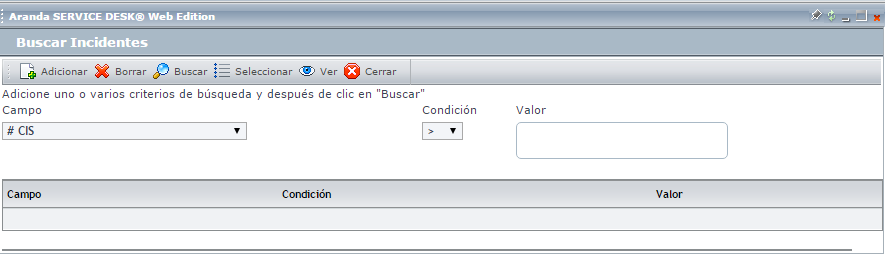 Aranda SERVICE DESK® Web Edition
Buscar Incidentes
Adicionar Borrar Buscar Seleccionar Ver Cerrar
Adicione uno o varios criterios de búsqueda y después de clic en "Buscar"
Campo Condición Valor
# CIS >
Campo Condición Valor